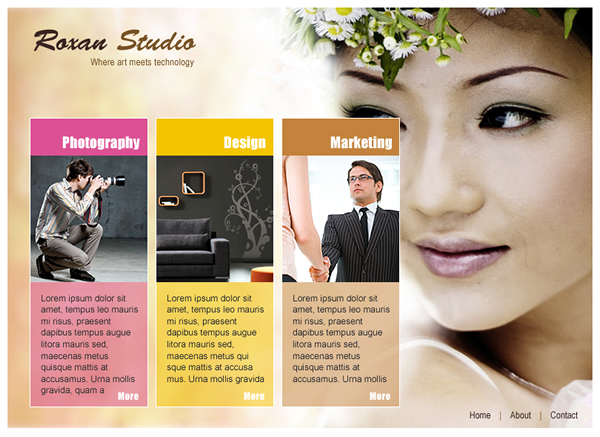 Roxan Studio
Where art meets technology
Photography
Lorem ipsum dolor sit
amet, tempus leo mauris
mi risus, praesent
dapibus tempus augue
litora mauris sed,
maecenas metus
quisque mattis at
accusamus. Urna mollis
gravida, quam a
More
Design
Lorem ipsum dolor sit
amet, tempus leo mauris
mi risus, praesent
dapibus tempus augue
litora mauris sed,
maecenas metus qui
sque mattis at accusa
mus. Urna mollis gravida
More
Marketing
Lorem ipsum dolor sit
amet, tempus leo mauris
mi risus, praesent
dapibus tempus augue
litora mauris sed,
maecenas metus
quisque mattis at
accusamus. Urna mollis
More
Home | About | Contact